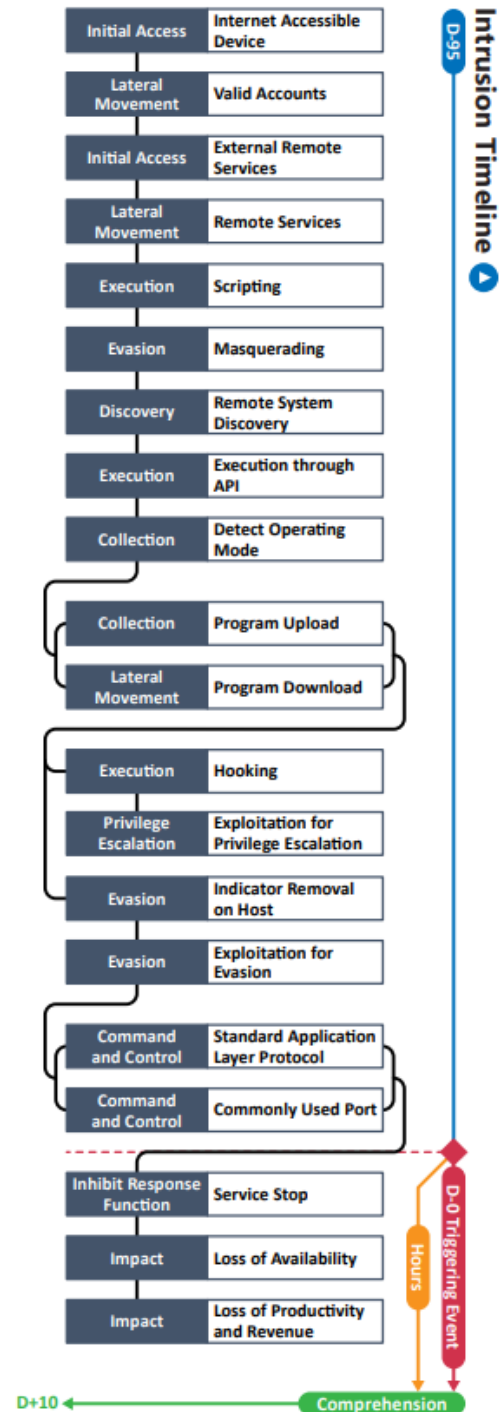 Intrusion Timeline
D-95
Initial Access
Internet Accessible
Device
Lateral
Movement
Valid Accounts
Initial Access
External Remote
Services
Lateral
Movement
Remote Services
Execution
Scripting
Evasion
Masquerading
Discovery
Remote System
Discovery
Execution
Execution through
API
Collection
Detect Operating
Mode
Collection
Program Upload
Lateral
Movement
Program Download
Execution
Hooking
Privilege
Escalation
Exploitation for
Privilege Escalation
Evasion
Indicator Removal
on Host
Evasion
Exploitation for
Evasion
Command
and Control
Standard Application
Layer Protocol
Command
and Control
Commonly Used Port
Inhibit Response
Function
Service Stop
Impact
Loss of Availability
Impact
Loss of Productivity
and Revenue
Hours
D-0 Triggering Event
D+10
Comprehension